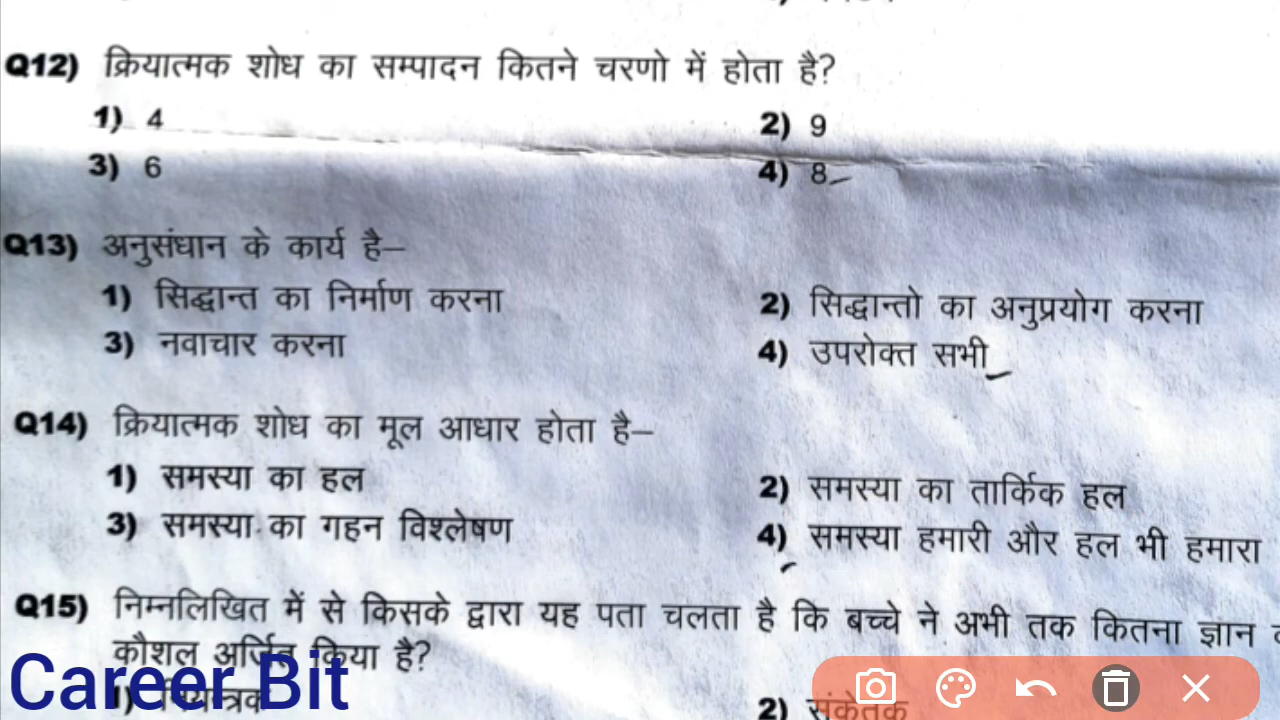 Q12) क्रियात्मक शोध का सम्पादन कितने चरणो में होता है?
1) 4 2) 9
3) 6 4) 8
Q13) अनुसंधान के कार्य है–
1) सिद्धान्त का निर्माण करना 2) सिद्धान्तो का अनुप्रयोग करना
3) नवाचार करना 4) उपरोक्त सभी
Q14) क्रियात्मक शोध का मूल आधार होता है–
1) समस्या का हल 2) समस्या का तार्किक हल
3) समस्या का गहन विश्लेषण 4) समस्या हमारी और हल भी हमारा
Q15) निम्नलिखित में से किसके द्वारा यह पता चलता है कि बच्चे ने अभी तक कितना ज्ञान
कौशल अर्जित किया है?
Career Bit
1) 2) संकेतक